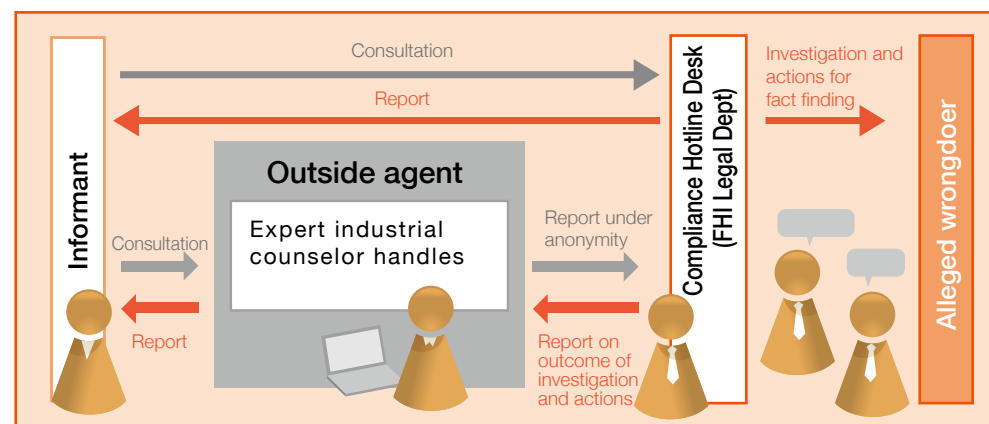 Informant
Consultation
Report
Outside agent
Expert industrial
counselor handles
Consultation
Report
Report under
anonymity
Report on
outcome of
investigation
and actions
Compliance Hotline Desk
(FHI Legal Dept)
Investigation and
actions for
fact finding
Alleged wrongdoer